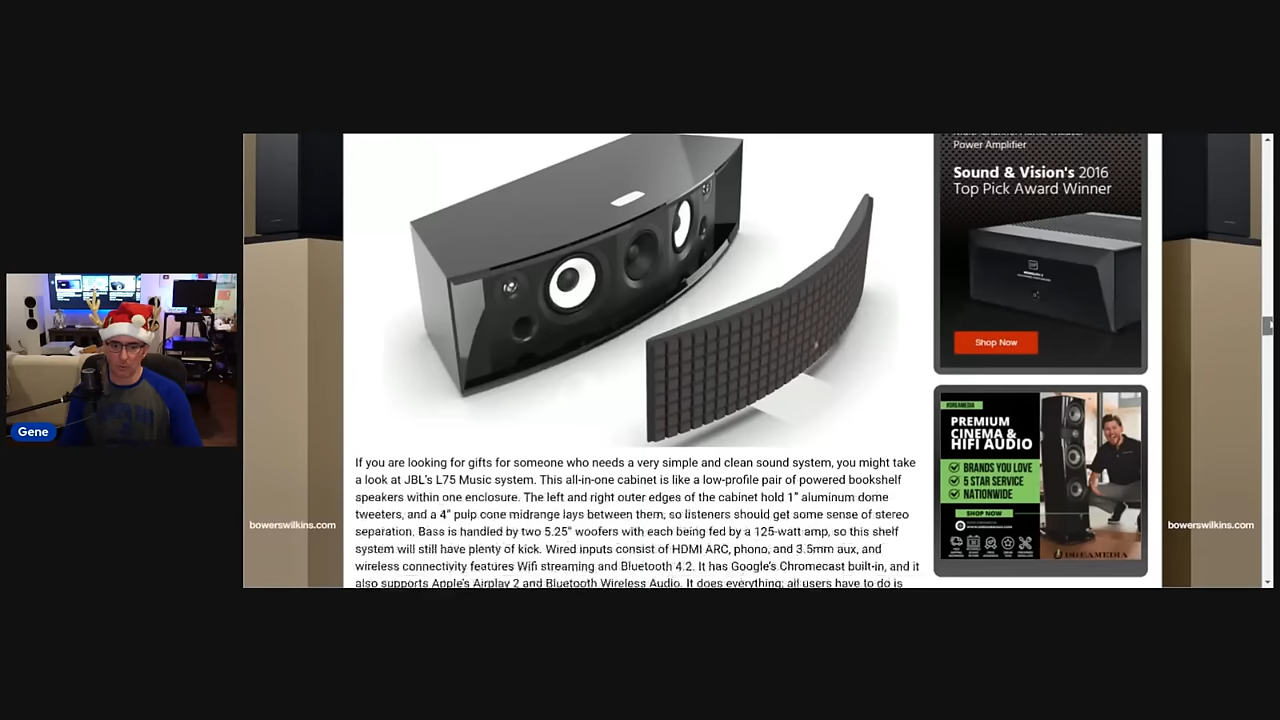 Power Amplifier
Sound & Vision's 2016
Top Pick Award Winner
Shop Now
PREMIUM
CINEMA &
HIFI AUDIO
BRANDS YOU LOVE
5 STAR SERVICE
NATIONWIDE
SHOP NOW
DREAMEDIA
Gene
If you are looking for gifts for someone who needs a very simple and clean sound system, you might take
a look at JBL's L75 Music system. This all-in-one cabinet is like a low-profile pair of powered bookshelf
speakers within one enclosure. The left and right outer edges of the cabinet hold 1" aluminum dome
tweeters, and a 4" pulp cone midrange lays between them, so listeners should get some sense of stereo
separation. Bass is handled by two 5.25" woofers with each being fed by a 125-watt amp, so this shelf
system will still have plenty of kick. Wired inputs consist of HDMI ARC, phono, and 3.5mm aux, and
wireless connectivity features Wifi streaming and Bluetooth 4.2. It has Google's Chromecast built-in, and it
also supports Apple's Airplay 2 and Bluetooth Wireless Audio. It does everything; all users have to do is
bowerswilkins.com
bowerswilkins.com